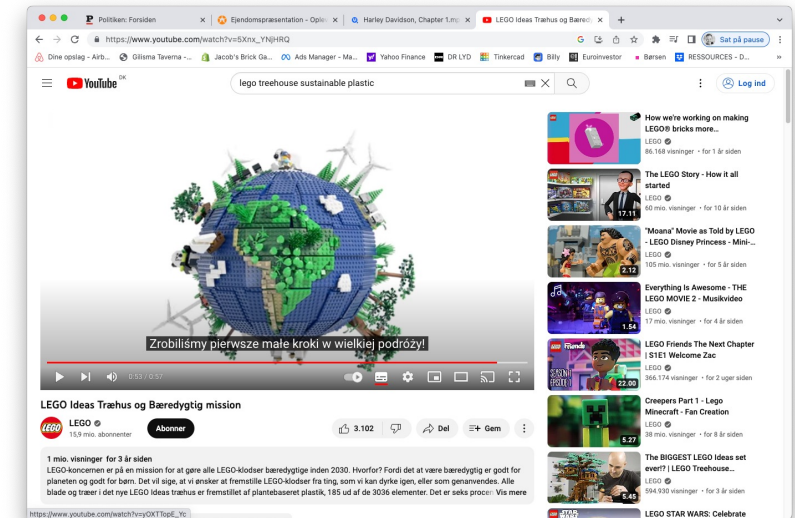 Politiken: Forsiden
Ejendomspræsentation - Opie
Harley Davidson, Chapter 1.mp
LEGO Ideas Træhus og Bæredy
https://www.youtube.com/watch?v=5Xnx_YNjHRQ
Sat på pause
Dine opslag - Airb...
Gilisma Taverna -...
Jacob's Brick Ga...
Ads Manager - Ma...
Yahoo Finance
DR LYD
Tinkercad
Billy
Euroinvestor
Børsen
RESSOURCES - D...
YouTube DK
lego treehouse sustainable plastic
Log ind
Zrobiliśmy pierwsze małe kroki w wielkiej podróży!
0:53 / 0:57
LEGO Ideas Træhus og Bæredygtig mission
LEGO
15,9 mio. abonnenter
Abonner
3.102
Del
Gem
1 mio. visninger for 3 år siden
LEGO-koncernen er på en mission for at gøre alle LEGO-klodser bæredygtige inden 2030. Hvorfor? Fordi det at være bæredygtig er godt for
planeten og godt for børn. Det vil sige, at vi ønsker at fremstille LEGO-klodser fra ting, som vi kan dyrke igen, eller som genanvendes. Alle
blade og træer i det nye LEGO Ideas træhus er fremstillet af plantebaseret plastik, 185 ud af de 3036 elementer. Det er seks procen Vis mere
https://www.youtube.com/watch?v=yOXTTopE_Yc
How we're working on making
LEGO® bricks more...
LEGO
86.168 visninger • for 1 år siden
17.11
The LEGO Story - How it all
started
LEGO
60 mio. visninger • for 10 år siden
2.12
"Moana" Movie as Told by LEGO
- LEGO Disney Princess - Mini-...
LEGO
105 mio. visninger • for 5 år siden
1.54
Everything Is Awesome - THE
LEGO MOVIE 2 - Musikvideo
LEGO
17 mio. visninger • for 4 år siden
Friends
SEASON 1
EPISODE 1
22.00
LEGO Friends The Next Chapter
| S1E1 Welcome Zac
LEGO
366.174 visninger • for 2 uger siden
5.27
Creepers Part 1 - Lego
Minecraft - Fan Creation
LEGO
38 mio. visninger • for 8 år siden
5.45
The BIGGEST LEGO Ideas set
ever!? | LEGO Treehouse...
LEGO
594.930 visninger • for 3 år siden
STAR
LEGO STAR WARS: Celebrate